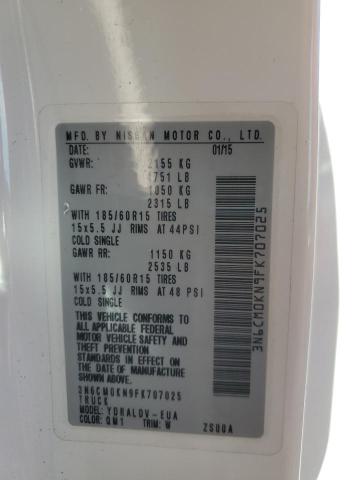 MFD. BY NISSAN MOTOR CO., LTD.
DATE: 01/15
GVWR: 2155 KG
4751 LB
GAWR FR: 1050 KG
2315 LB
WITH 185/60R15 TIRES
15x5.5 JJ RIMS AT 44PSI
COLD SINGLE
GAWR RR: 1150 KG
2535 LB
WITH 185/60R15 TIRES
15x5.5 JJ RIMS AT 48 PSI
COLD SINGLE
THIS VEHICLE CONFORMS TO
ALL APPLICABLE FEDERAL
MOTOR VEHICLE SAFETY AND
THEFT PREVENTION
STANDARDS IN EFFECT ON
THE DATE OF MANUFACTURE
SHOWN ABOVE.
3N6CM0KN9FK707025
TRUCK
MODEL: YDRALDV-EUA
COLOR: QM1 TRIM: W ZS00A
3N6CM0KN9FK707025